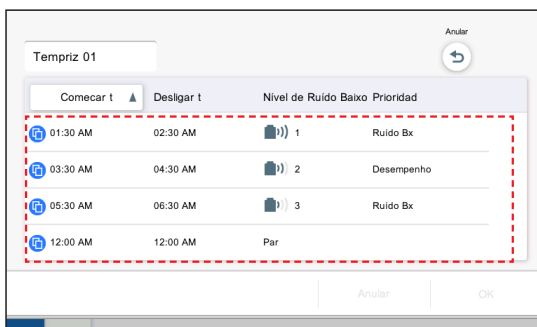 Anular
Tempriz 01
Comecar t ▲ Desligar t Nível de Ruído Baixo Prioridad
01:30 AM 02:30 AM 1 Ruído Bx
03:30 AM 04:30 AM 2 Desempenho
05:30 AM 06:30 AM 3 Ruído Bx
12:00 AM 12:00 AM Par
Anular OK